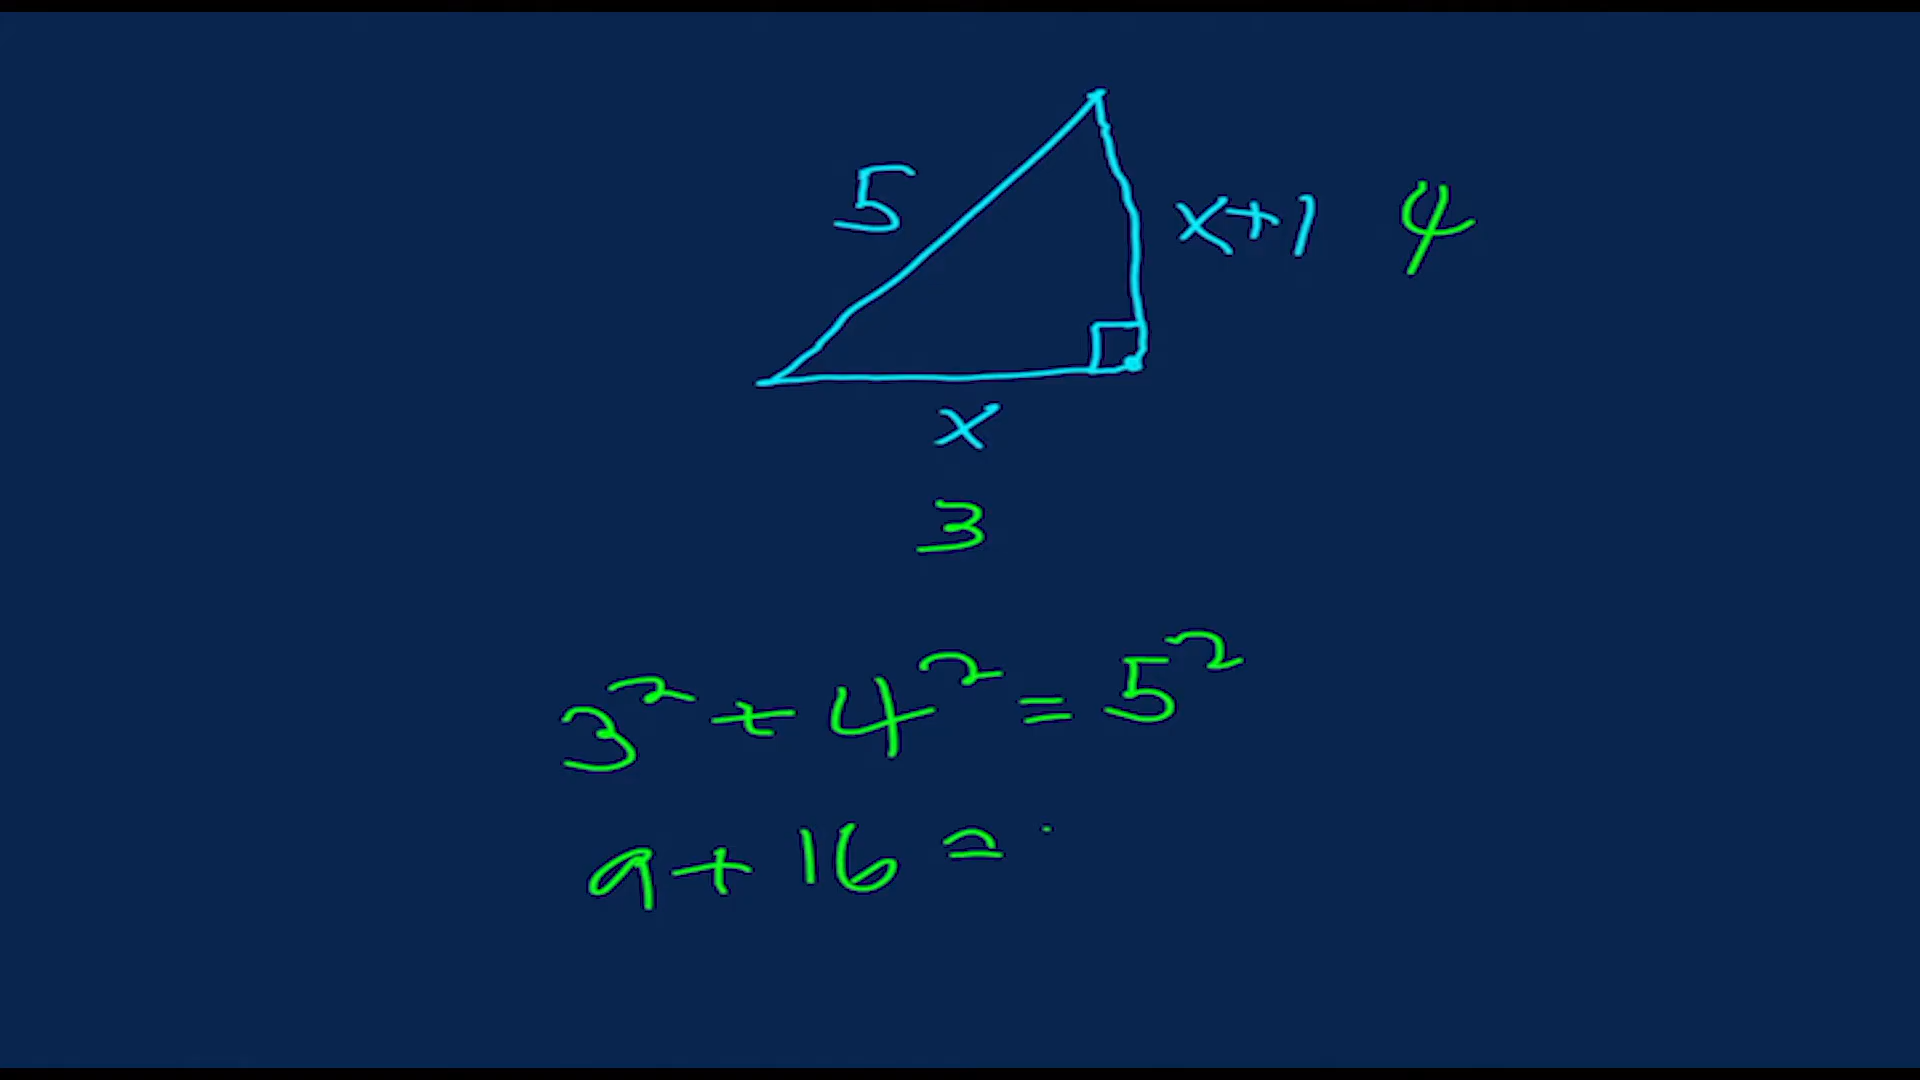 5
x+1 4
x
3
3² + 4² = 5²
9+ 16 =